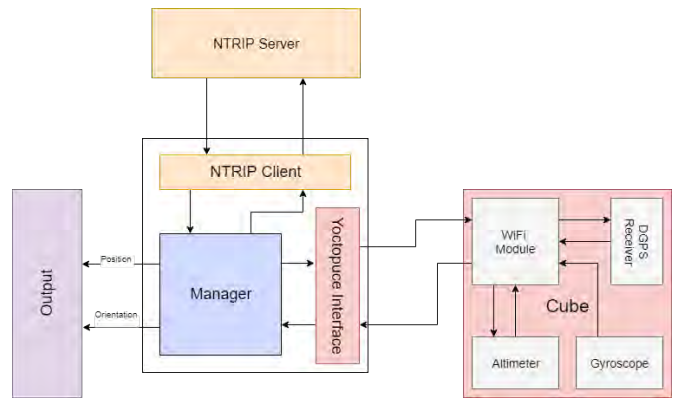 NTRIP Server
NTRIP Client
Yoctopuce Interface
WiFi
Module
DGPS
Receiver
Output
Position
Manager
Orientation
Cube
Altimeter
Gyroscope